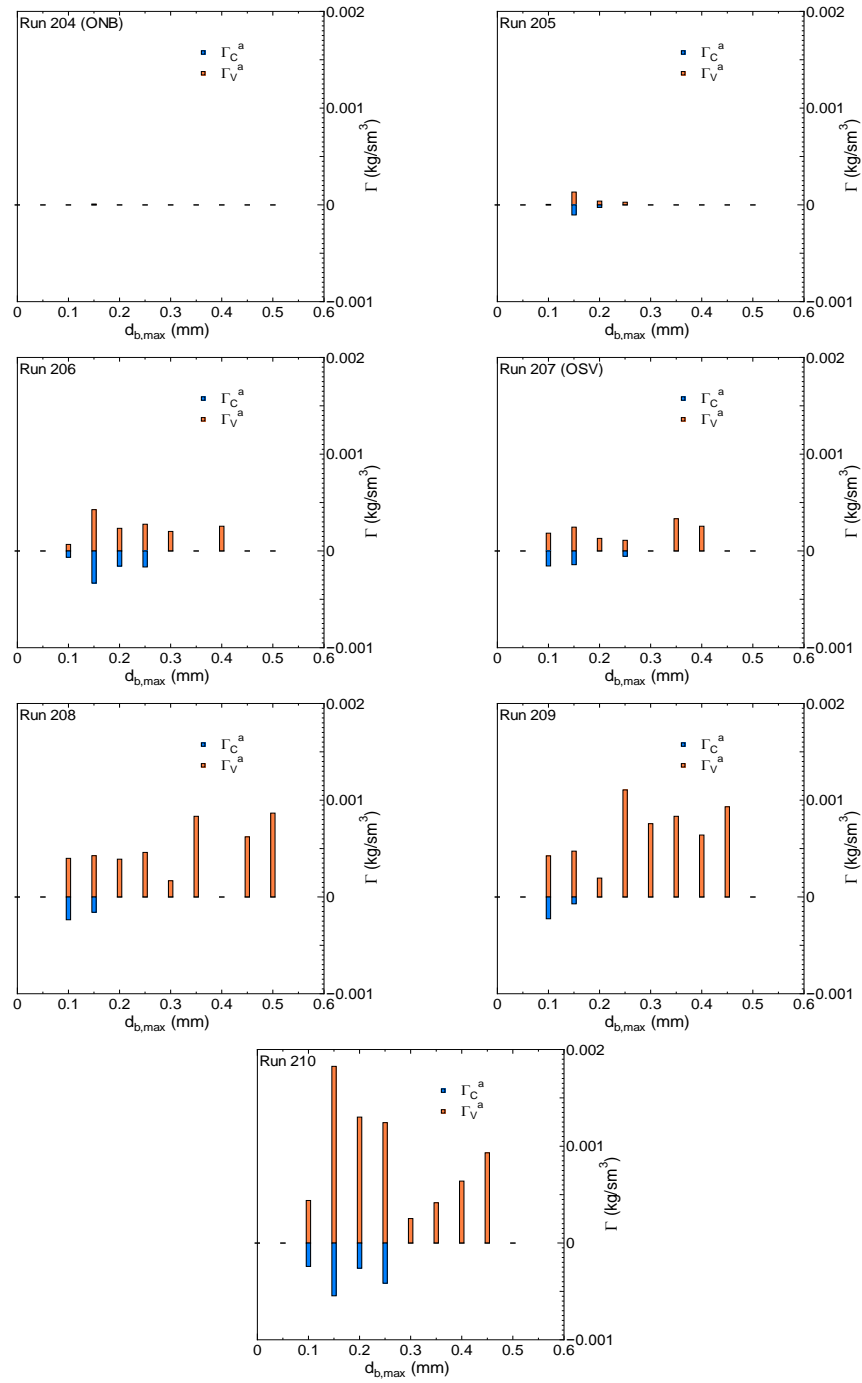 Run 204 (ONB)
Γ_C^a
Γ_V^a
0.002
0.001
0
-0.001
Γ (kg/sm^3)
0 0.1 0.2 0.3 0.4 0.5 0.6
d_b,max (mm)
Run 205
Γ_C^a
Γ_V^a
0.002
0.001
0
-0.001
Γ (kg/sm^3)
0 0.1 0.2 0.3 0.4 0.5 0.6
d_b,max (mm)
Run 206
Γ_C^a
Γ_V^a
0.002
0.001
0
-0.001
Γ (kg/sm^3)
0 0.1 0.2 0.3 0.4 0.5 0.6
d_b,max (mm)
Run 207 (OSV)
Γ_C^a
Γ_V^a
0.002
0.001
0
-0.001
Γ (kg/sm^3)
0 0.1 0.2 0.3 0.4 0.5 0.6
d_b,max (mm)
Run 208
Γ_C^a
Γ_V^a
0.002
0.001
0
-0.001
Γ (kg/sm^3)
0 0.1 0.2 0.3 0.4 0.5 0.6
d_b,max (mm)
Run 209
Γ_C^a
Γ_V^a
0.002
0.001
0
-0.001
Γ (kg/sm^3)
0 0.1 0.2 0.3 0.4 0.5 0.6
d_b,max (mm)
Run 210
Γ_C^a
Γ_V^a
0.002
0.001
0
-0.001
Γ (kg/sm^3)
0 0.1 0.2 0.3 0.4 0.5 0.6
d_b,max (mm)